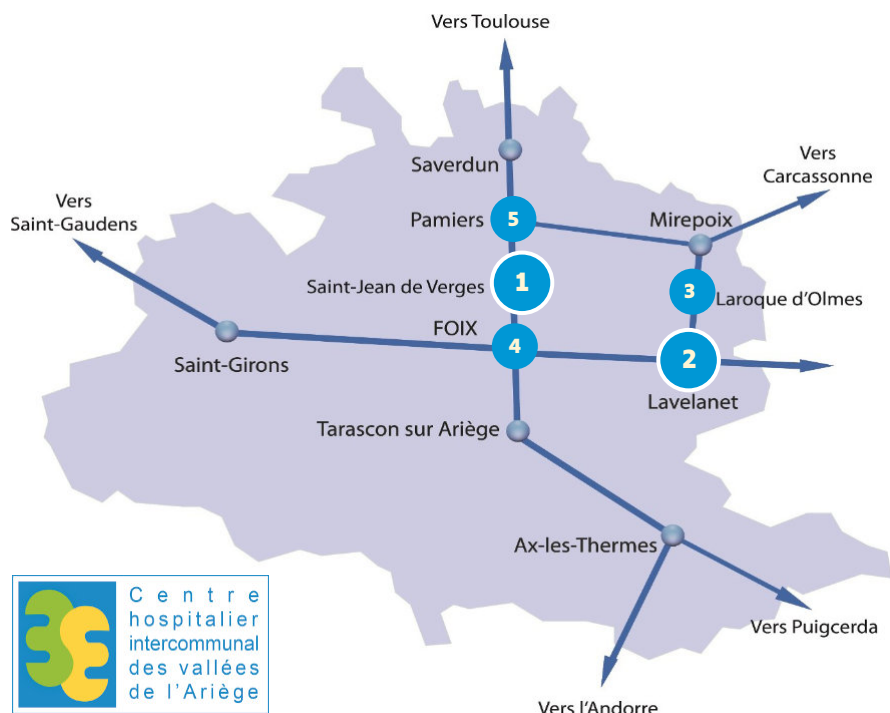 Vers Toulouse
Saverdun
Vers
Carcassonne
Vers
Saint-Gaudens
Pamiers
5
Mirepoix
Saint-Jean de Verges
1
3
Laroque d'Olmes
FOIX
4
2
Saint-Girons
Lavelanet
Tarascon sur Ariège
Ax-les-Thermes
Vers Puigcerda
Vers l'Andorre
Centre
hospitalier
intercommunal
des vallées
de l'Ariège